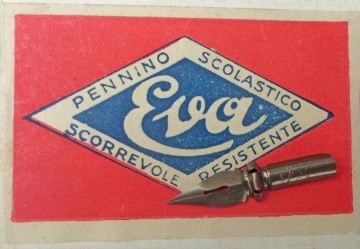 PENNINO SCOLASTICO
Eva
SCORREVOLE RESISTENTE